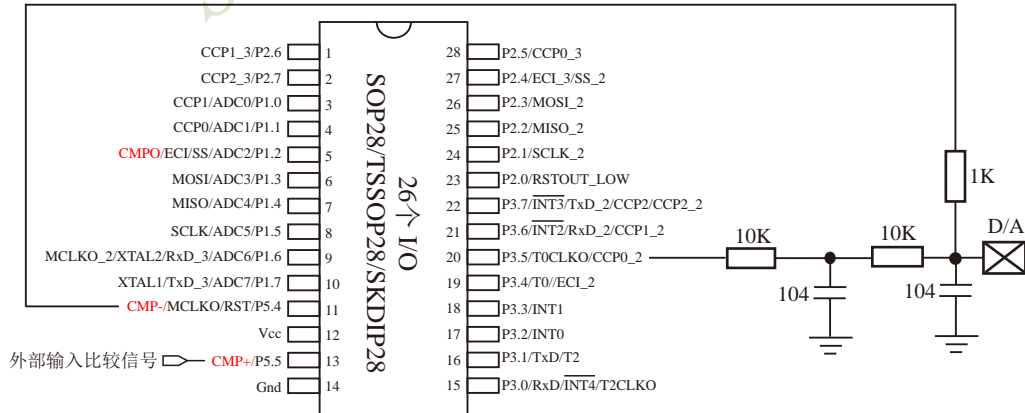 CCP1_3/P2.6 1
CCP2_3/P2.7 2
CCP1/ADC0/P1.0 3
CCP0/ADC1/P1.1 4
CMPO/ECI/SS/ADC2/P1.2 5
MOSI/ADC3/P1.3 6
MISO/ADC4/P1.4 7
SCLK/ADC5/P1.5 8
MCLKO_2/XTAL2/RxD_3/ADC6/P1.6 9
XTAL1/TxD_3/ADC7/P1.7 10
CMP-/MCLKO/RST/P5.4 11
Vcc 12
外部输入比较信号 CMP+/P5.5 13
Gnd 14
SOP28/TSSOP28/SKDIP28
26个 I/O
28 P2.5/CCP0_3
27 P2.4/ECI_3/SS_2
26 P2.3/MOSI_2
25 P2.2/MISO_2
24 P2.1/SCLK_2
23 P2.0/RSTOUT_LOW
22 P3.7/INT3/TxD_2/CCP2/CCP2_2
21 P3.6/INT2/RxD_2/CCP1_2
20 P3.5/T0CLKO/CCP0_2
19 P3.4/T0//ECI_2
18 P3.3/INT1
17 P3.2/INT0
16 P3.1/TxD/T2
15 P3.0/RxD/INT4/T2CLKO
1K
D/A
10K
10K
104
104